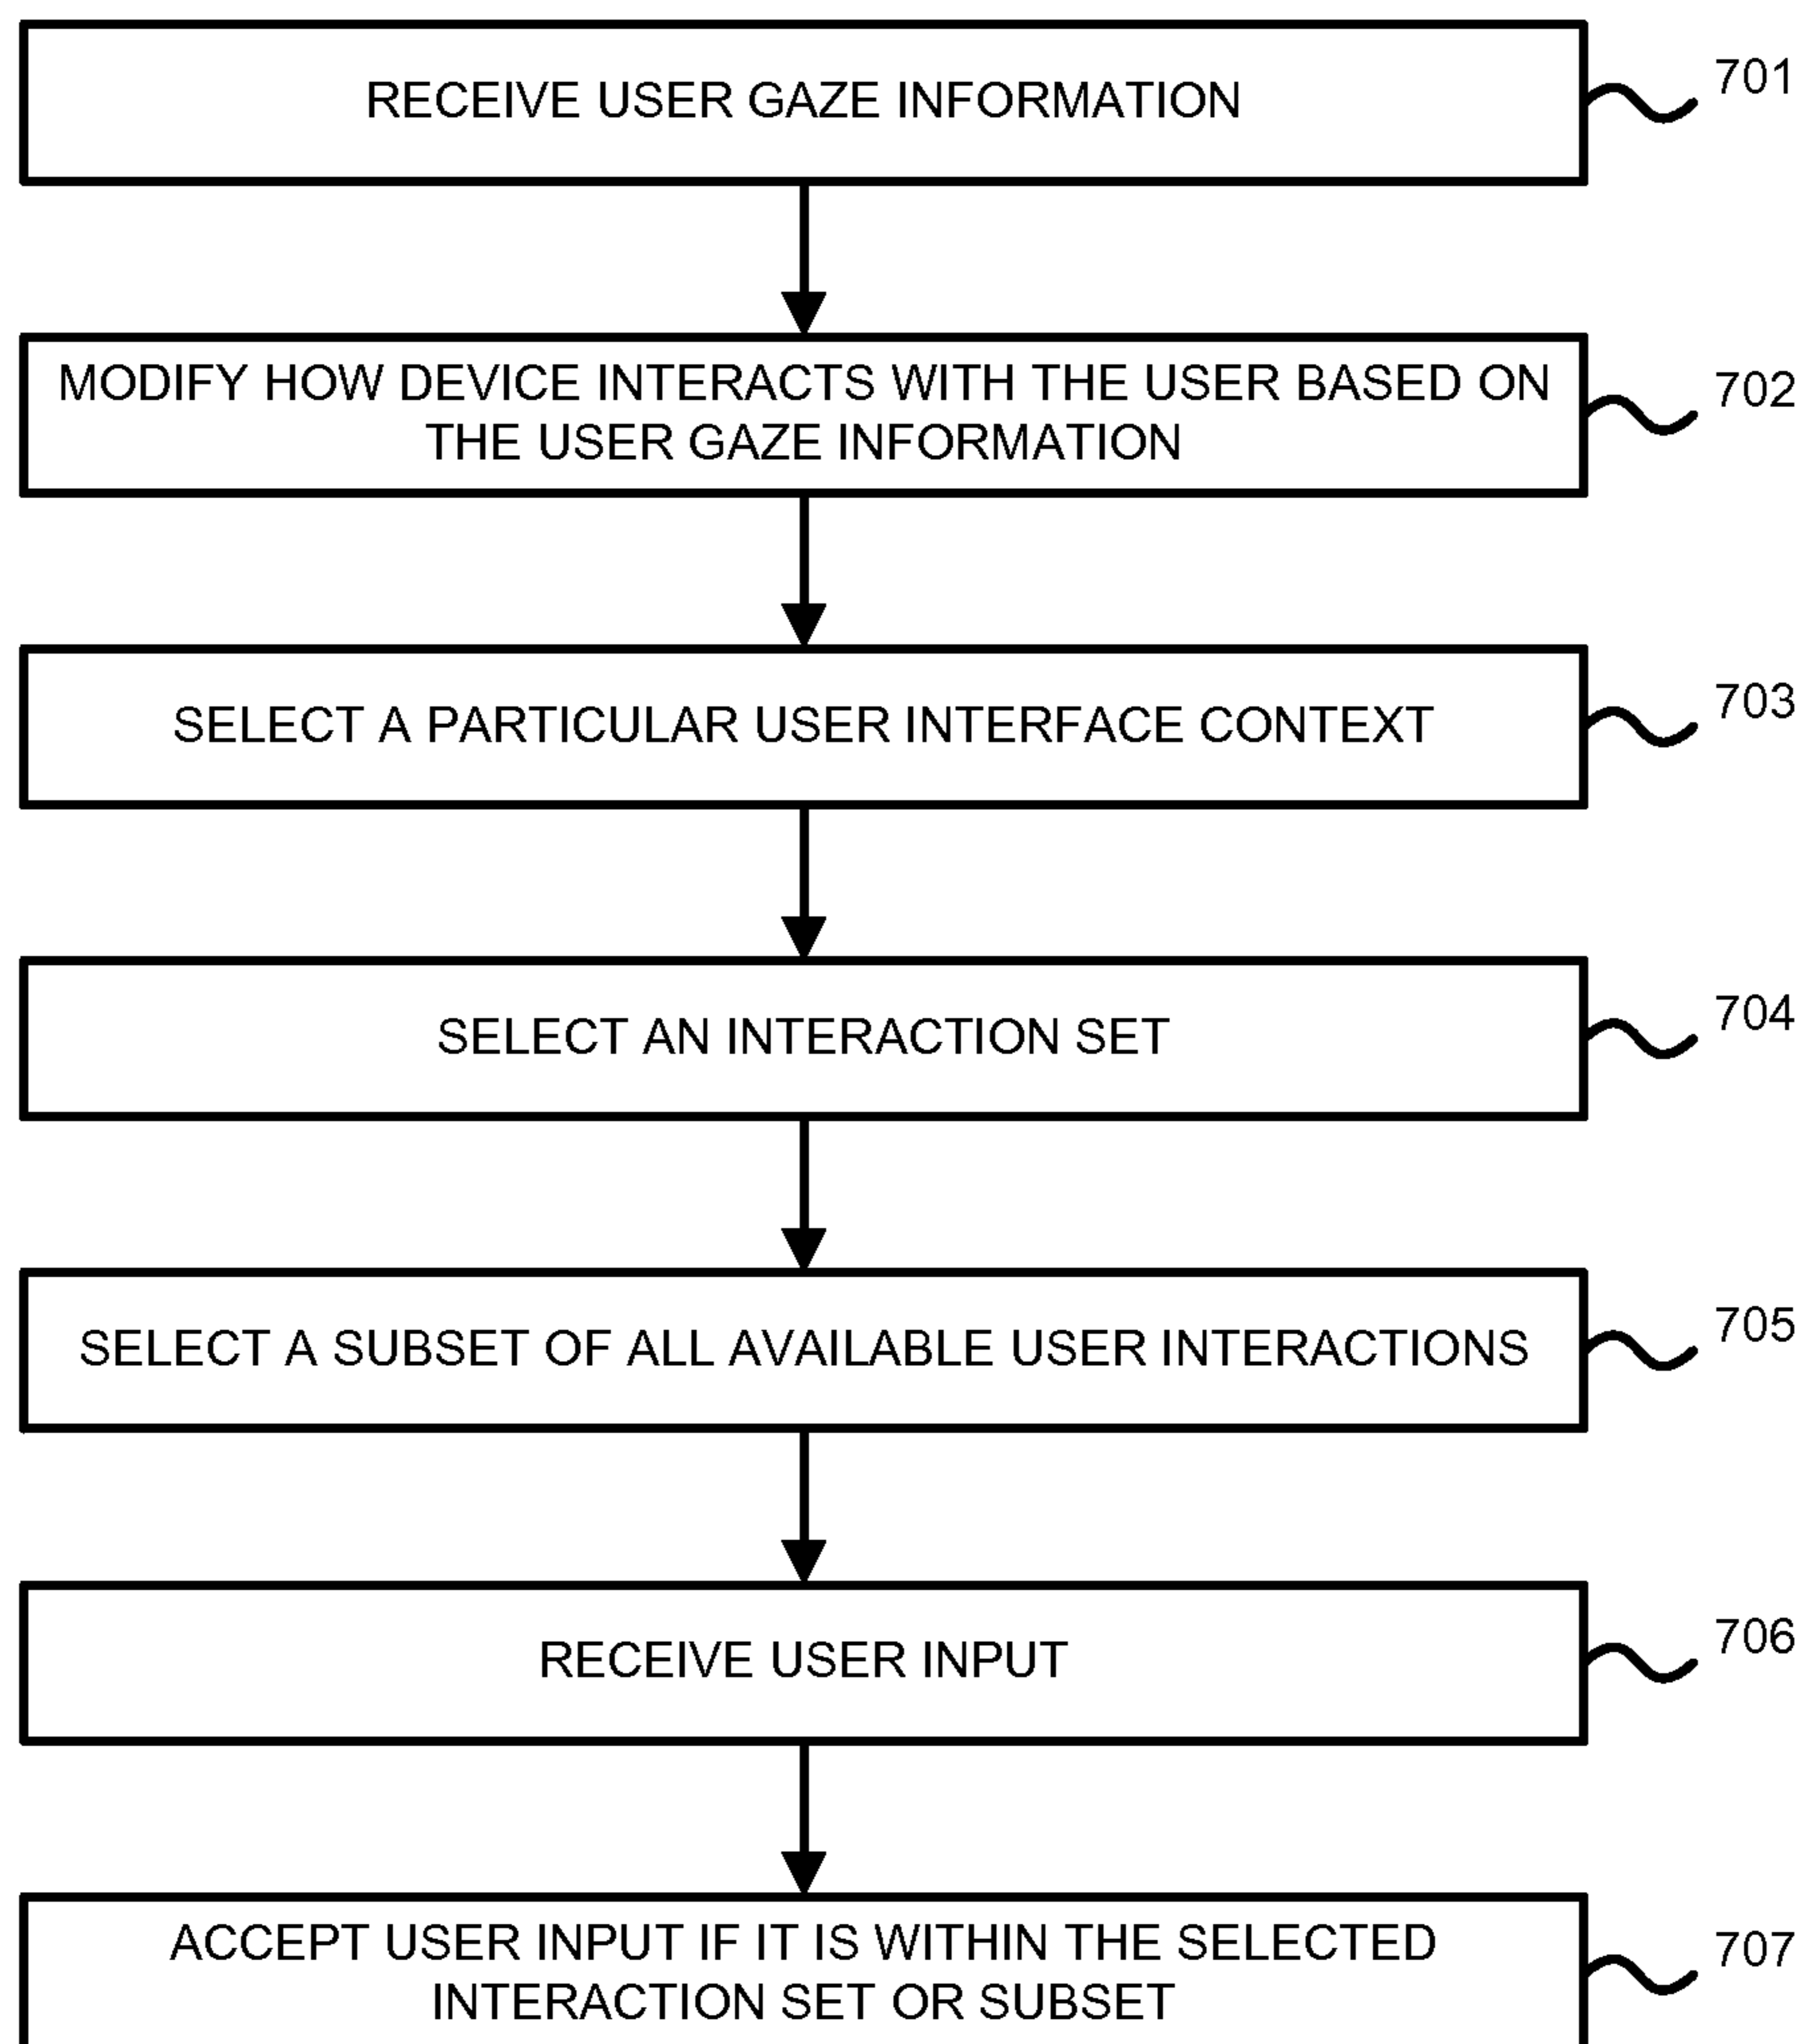 RECEIVE USER GAZE INFORMATION
701
MODIFY HOW DEVICE INTERACTS WITH THE USER BASED ON
THE USER GAZE INFORMATION
702
SELECT A PARTICULAR USER INTERFACE CONTEXT
703
SELECT AN INTERACTION SET
704
SELECT A SUBSET OF ALL AVAILABLE USER INTERACTIONS
705
RECEIVE USER INPUT
706
ACCEPT USER INPUT IF IT IS WITHIN THE SELECTED
INTERACTION SET OR SUBSET
707